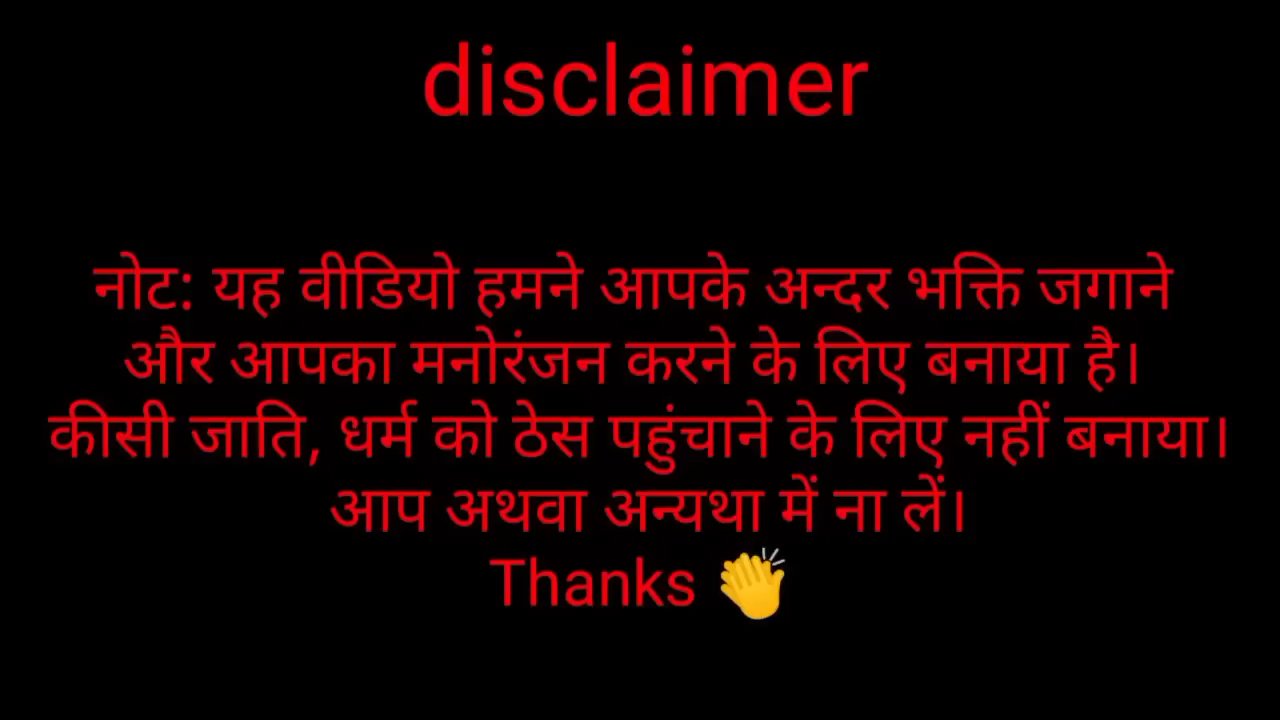 disclaimer
नोट: यह वीडियो हमने आपके अन्दर भक्ति जगाने
और आपका मनोरंजन करने के लिए बनाया है।
कीसी जाति, धर्म को ठेस पहुंचाने के लिए नहीं बनाया।
आप अथवा अन्यथा में ना लें।
Thanks 👏